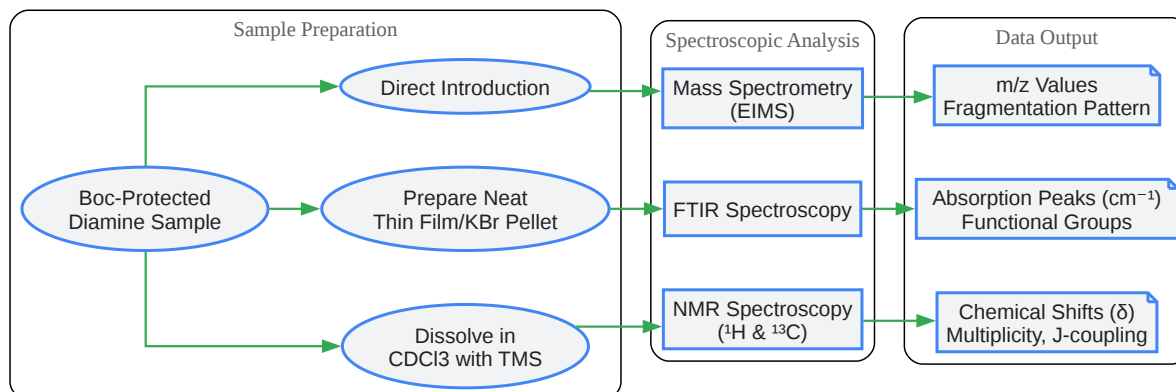 Sample Preparation
Direct Introduction
Boc-Protected
Diamine Sample
Prepare Neat
Thin Film/KBr Pellet
Dissolve in
CDCl3 with TMS
Spectroscopic Analysis
Mass Spectrometry
(EIMS)
FTIR Spectroscopy
NMR Spectroscopy
(¹H & ¹³C)
Data Output
m/z Values
Fragmentation Pattern
Absorption Peaks (cm⁻¹)
Functional Groups
Chemical Shifts (δ)
Multiplicity, J-coupling